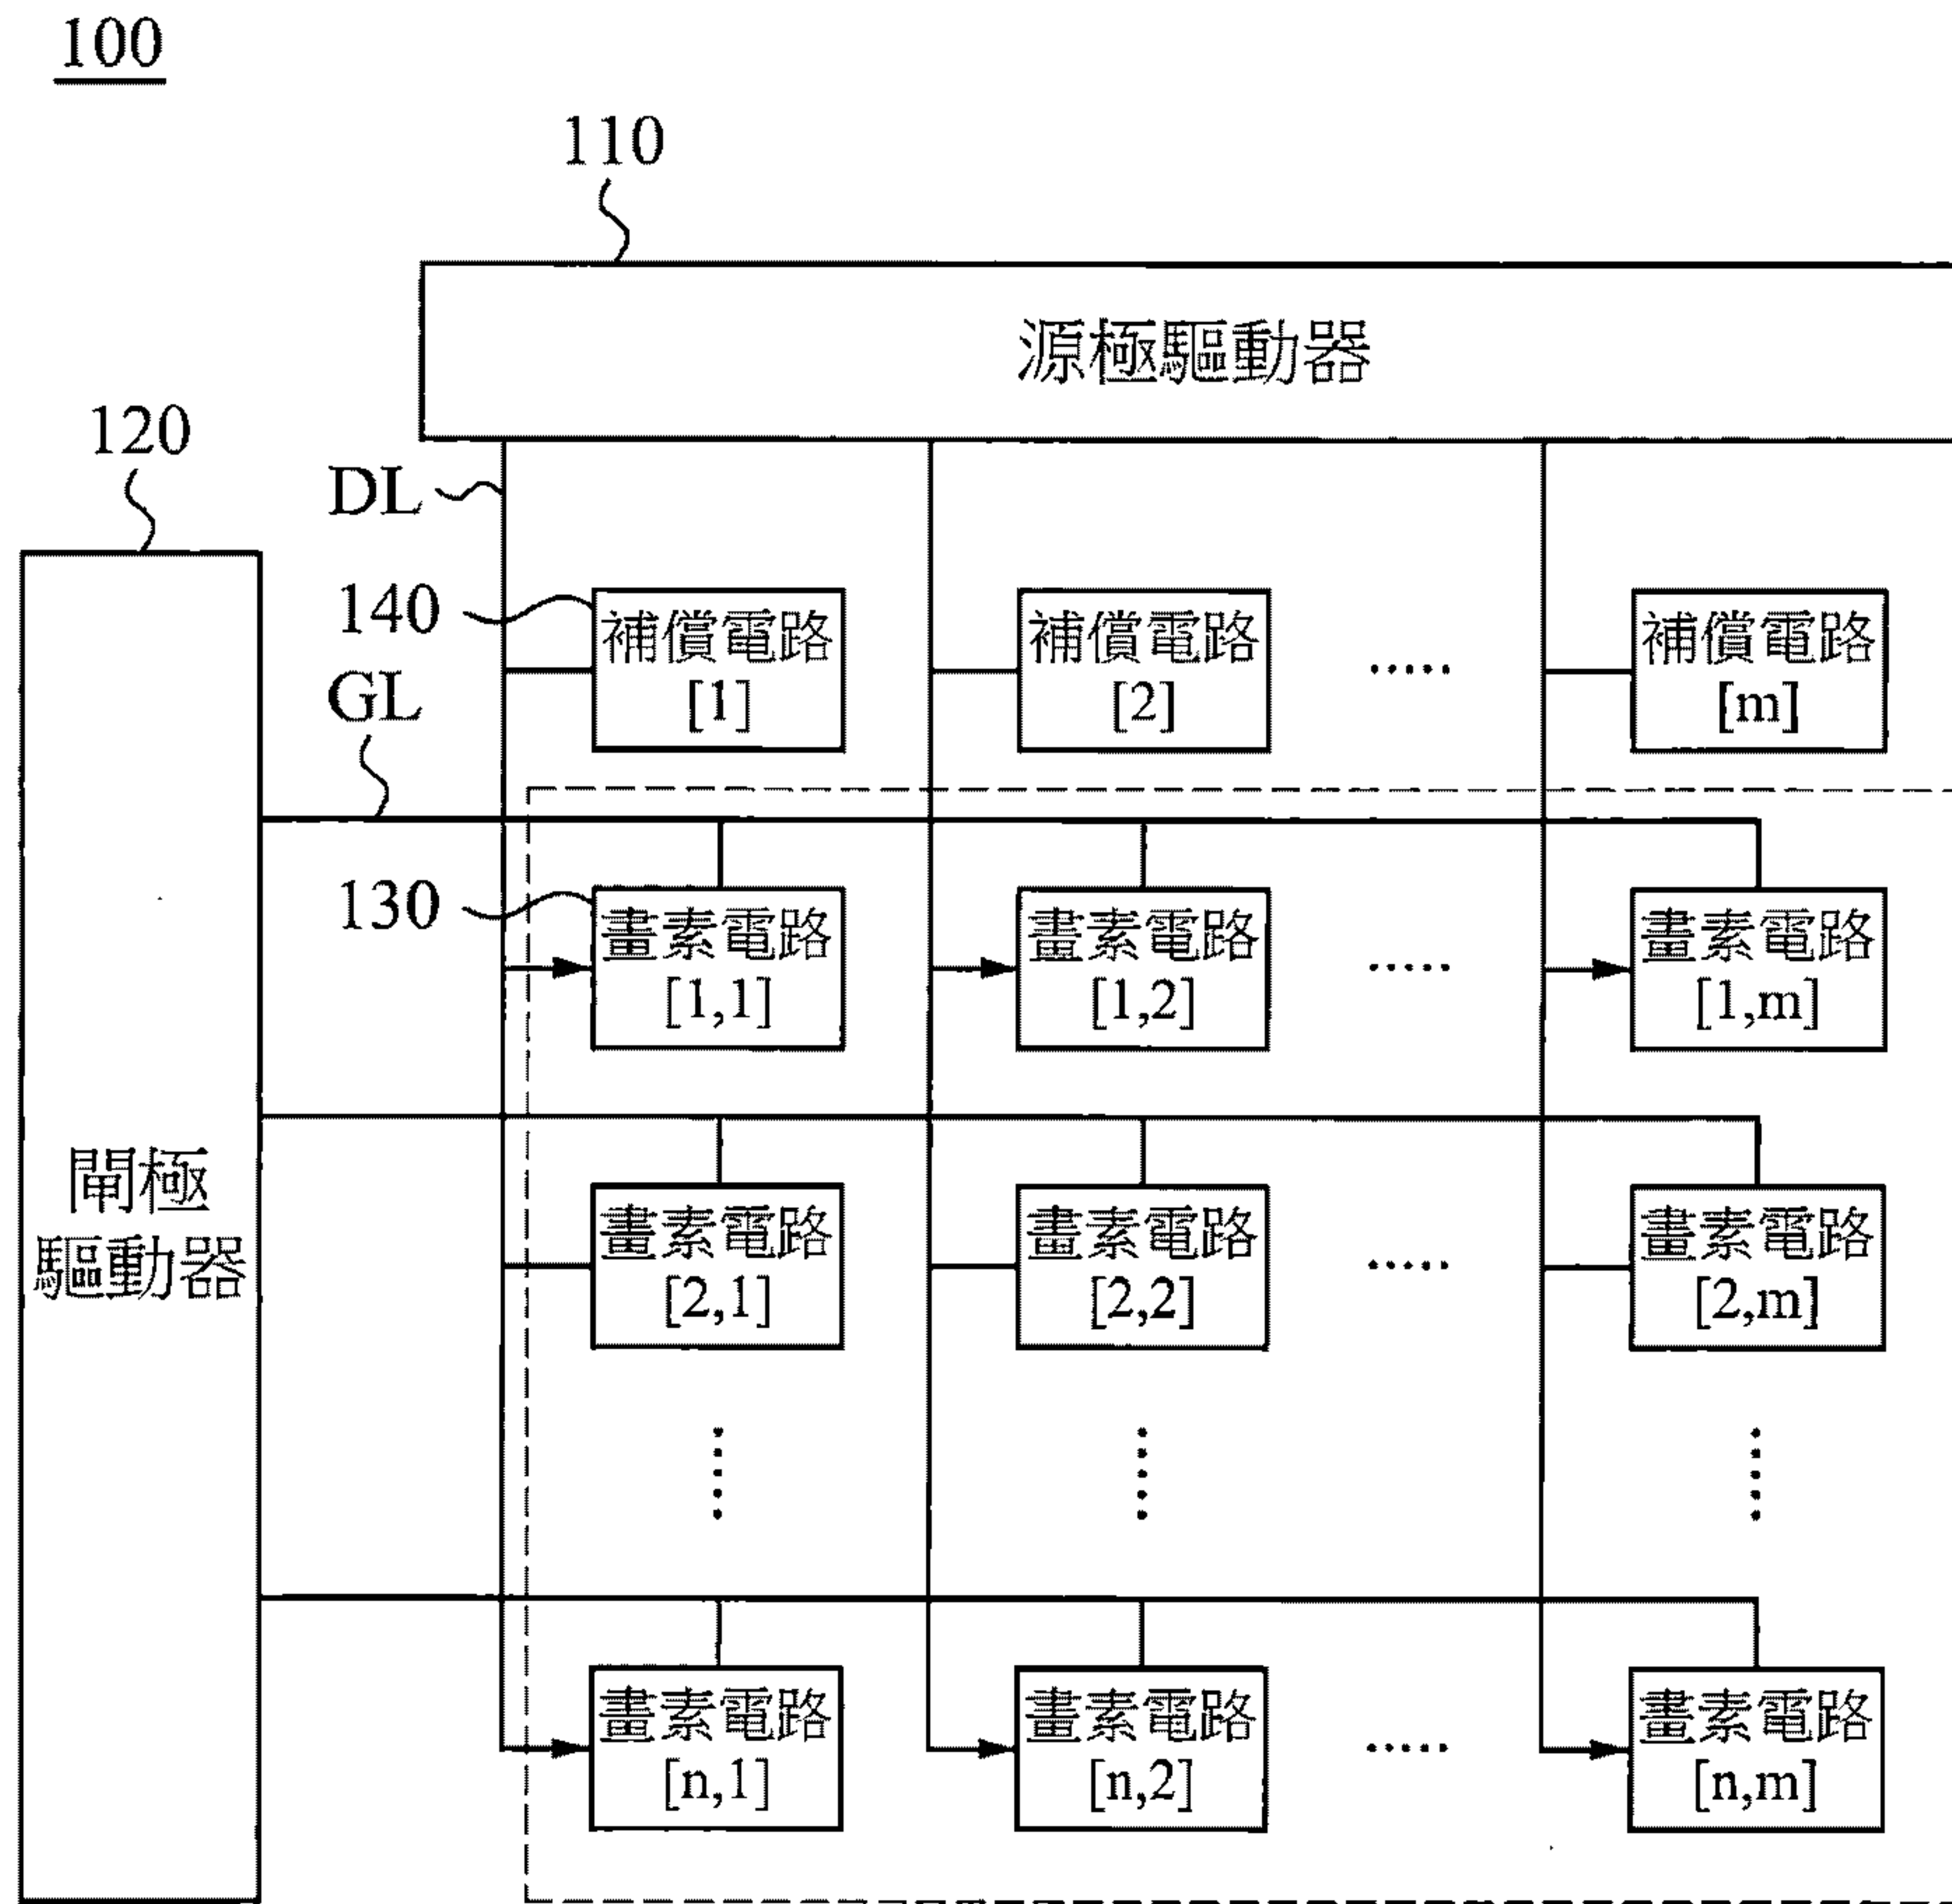 100
110
源極驅動器
120
DL
140
補償電路
[1]
補償電路
[2]
.....
補償電路
[m]
GL
130
畫素電路
[1,1]
畫素電路
[1,2]
.....
畫素電路
[1,m]
閘極
驅動器
畫素電路
[2,1]
畫素電路
[2,2]
.....
畫素電路
[2,m]
畫素電路
[n,1]
畫素電路
[n,2]
.....
畫素電路
[n,m]